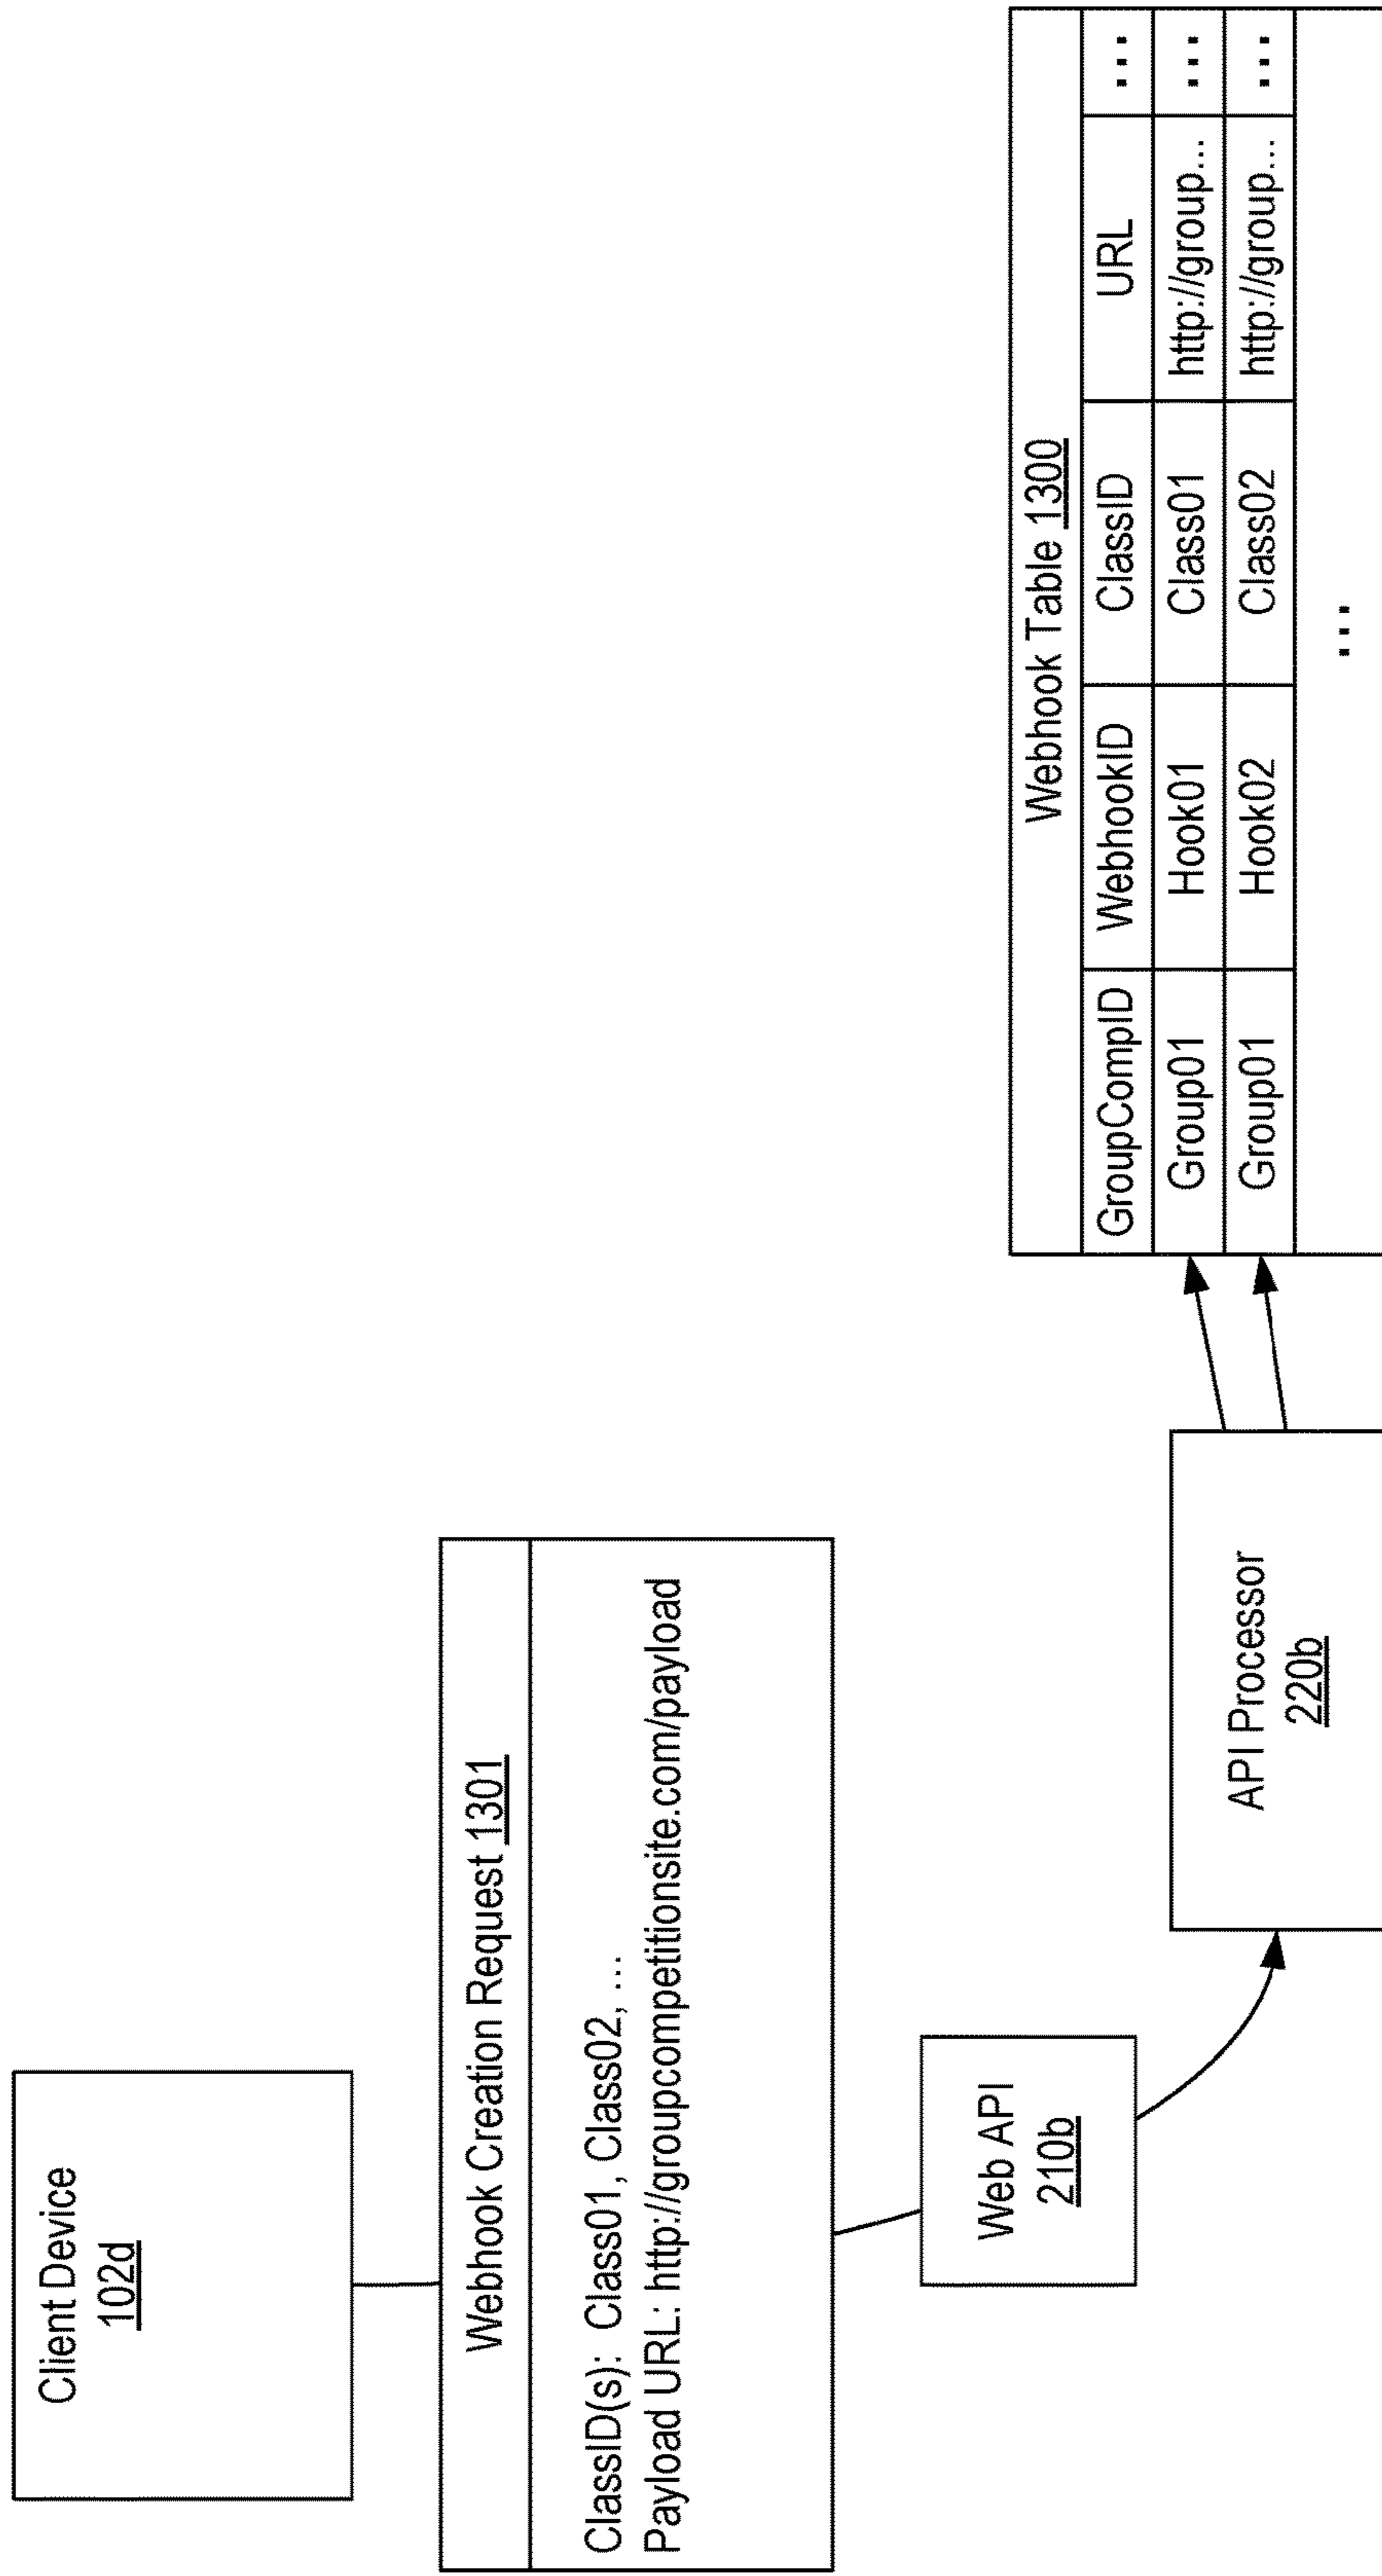 Client Device
102d
Webhook Creation Request 1301
ClassID(s): Class01, Class02, ...
Payload URL: http://groupcompetitionsite.com/payload
Web API
210b
API Processor
220b
Webhook Table 1300
GroupCompID WebhookID ClassID URL ...
Group01 Hook01 Class01 http://group... ...
Group01 Hook02 Class02 http://group... ...
...